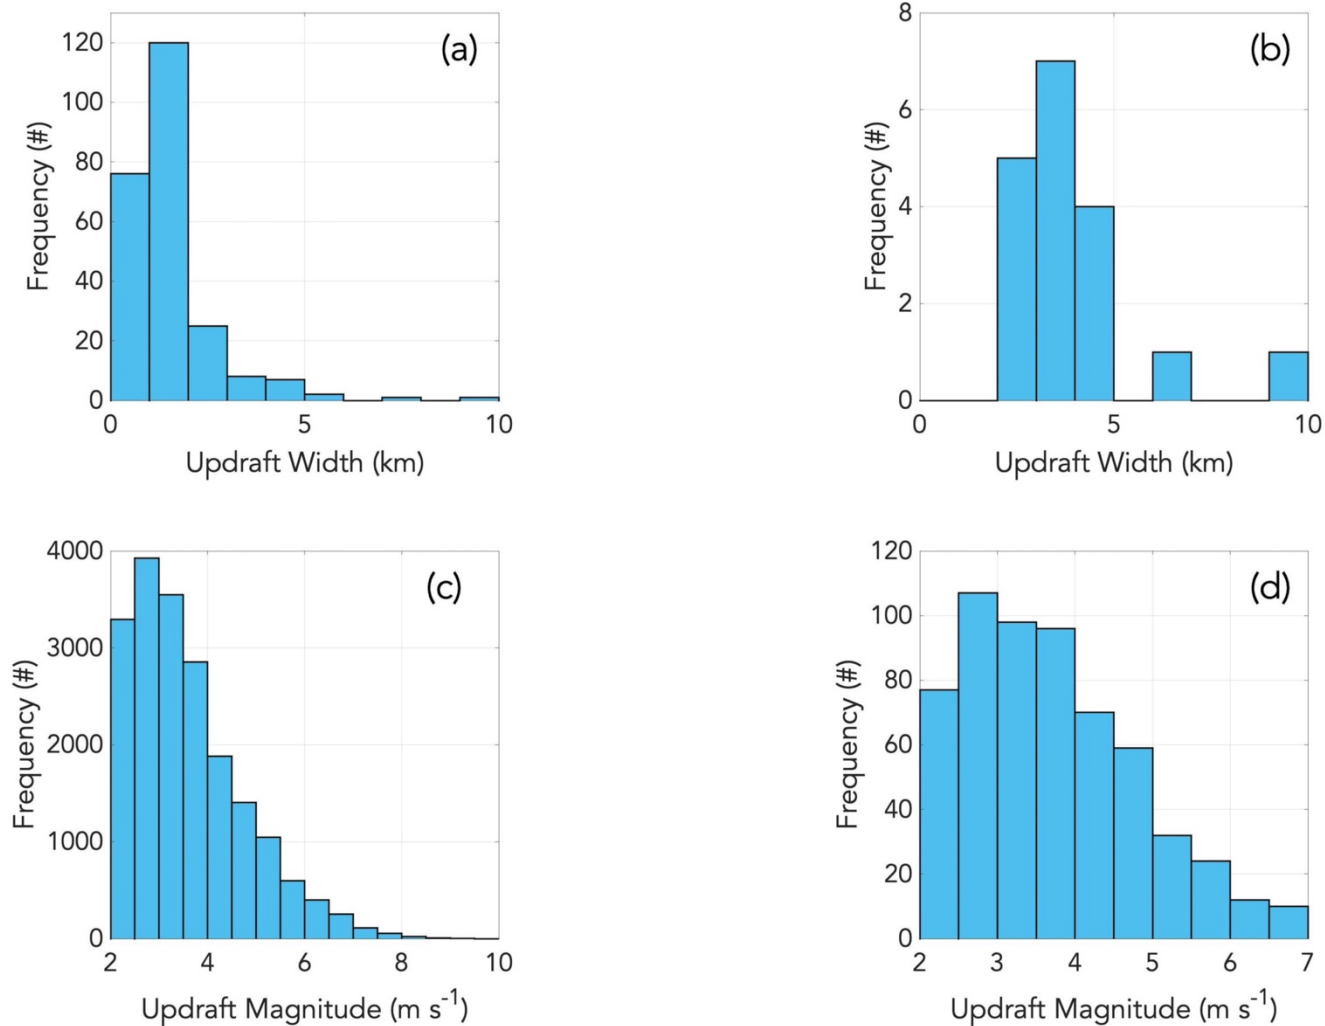 (a)
Frequency (#)
120
100
80
60
40
20
0
0 5 10
Updraft Width (km)
(b)
Frequency (#)
8
6
4
2
0
0 5 10
Updraft Width (km)
(c)
Frequency (#)
4000
3000
2000
1000
0
2 4 6 8 10
Updraft Magnitude (m s⁻¹)
(d)
Frequency (#)
120
100
80
60
40
20
0
2 3 4 5 6 7
Updraft Magnitude (m s⁻¹)